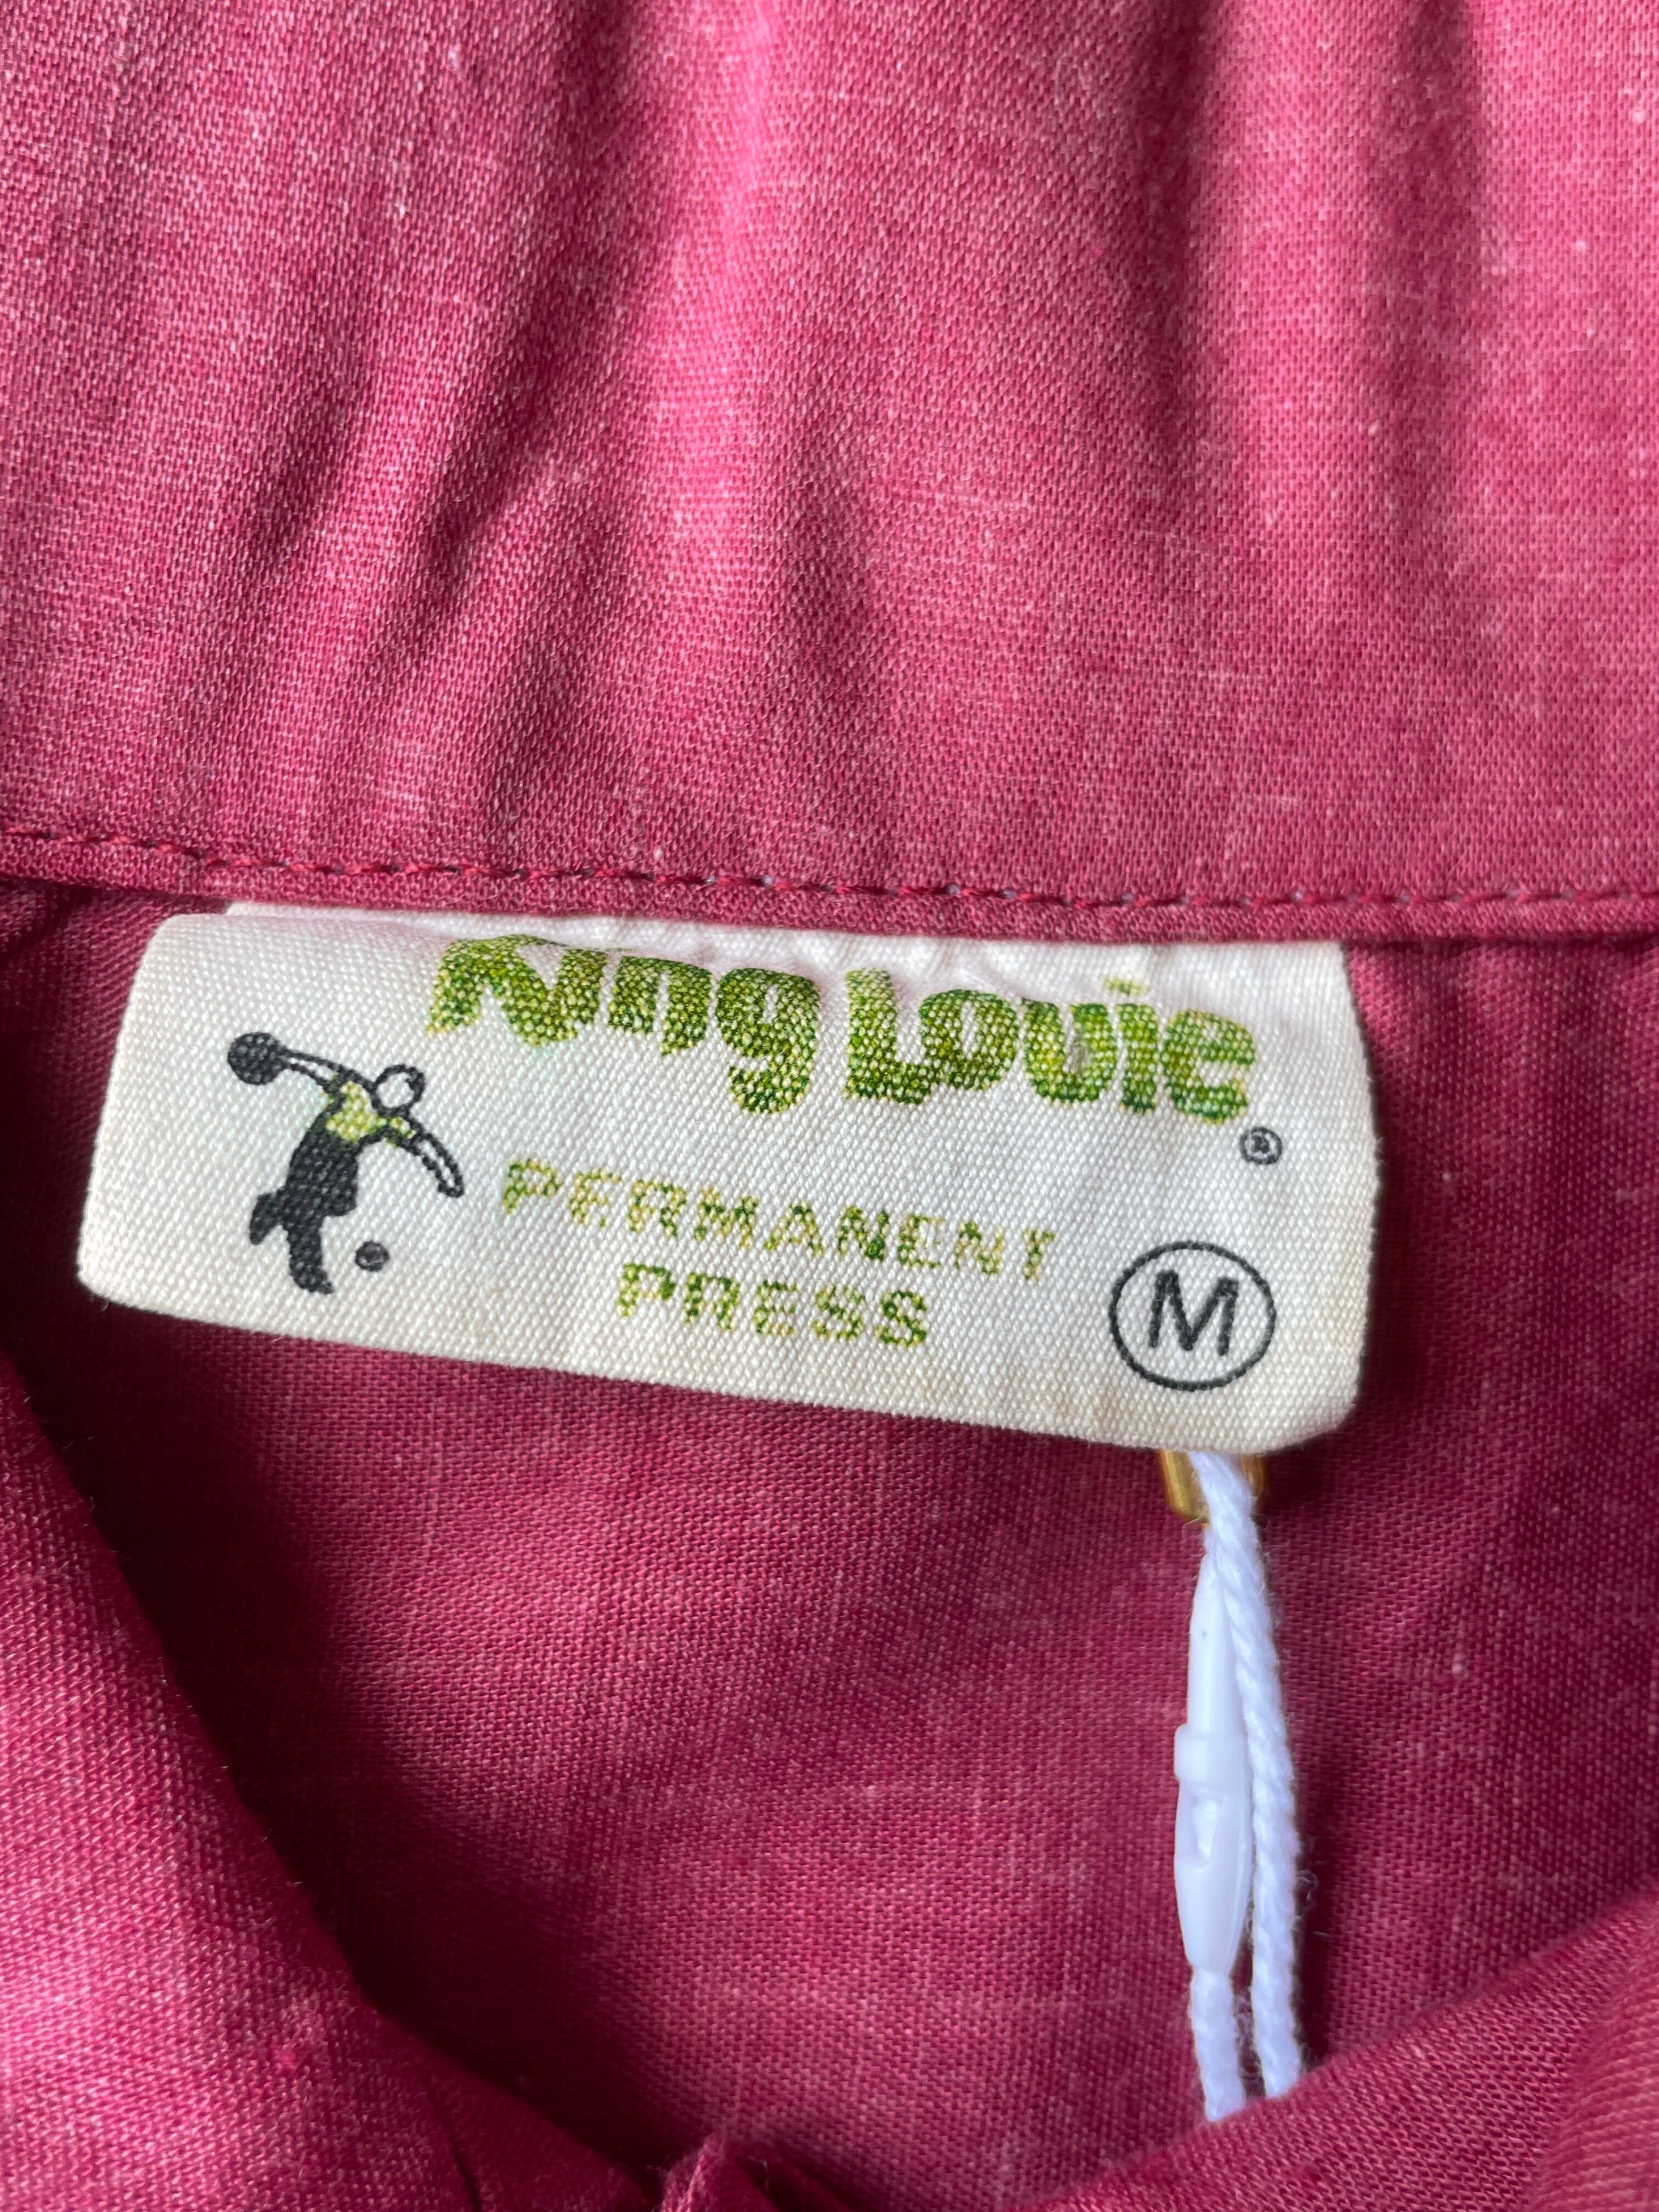 King Louie
®
PERMANENT
PRESS
M